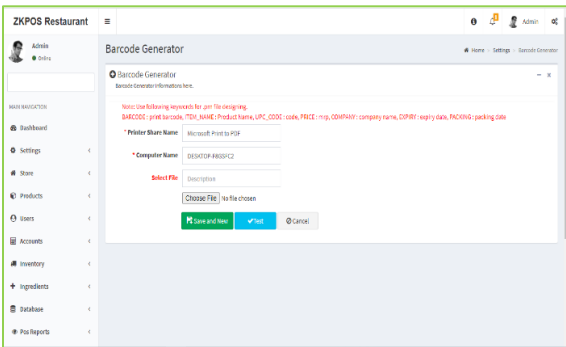 ZKPOS Restaurant
Admin
Admin
Online
Barcode Generator
Home > Settings > Barcode Generator
Barcode Generator
Barcode Generator informations here.
MAIN NAVIGATION
Note: Use following keywords for .prn file designing.
BARCODE : print barcode, ITEM_NAME : Product name, UPC_CODE : code, PRICE : mrp, COMPANY : company name, EXPIRY : expiry date, PACKING : packing date
Dashboard
* Printer Share Name
Microsoft Print to PDF
Settings
* Computer Name
Store
Select File
Description
Products
Choose File No file chosen
Users
Save and New
Test
Cancel
Accounts
Inventory
Ingredients
Database
Pos Reports